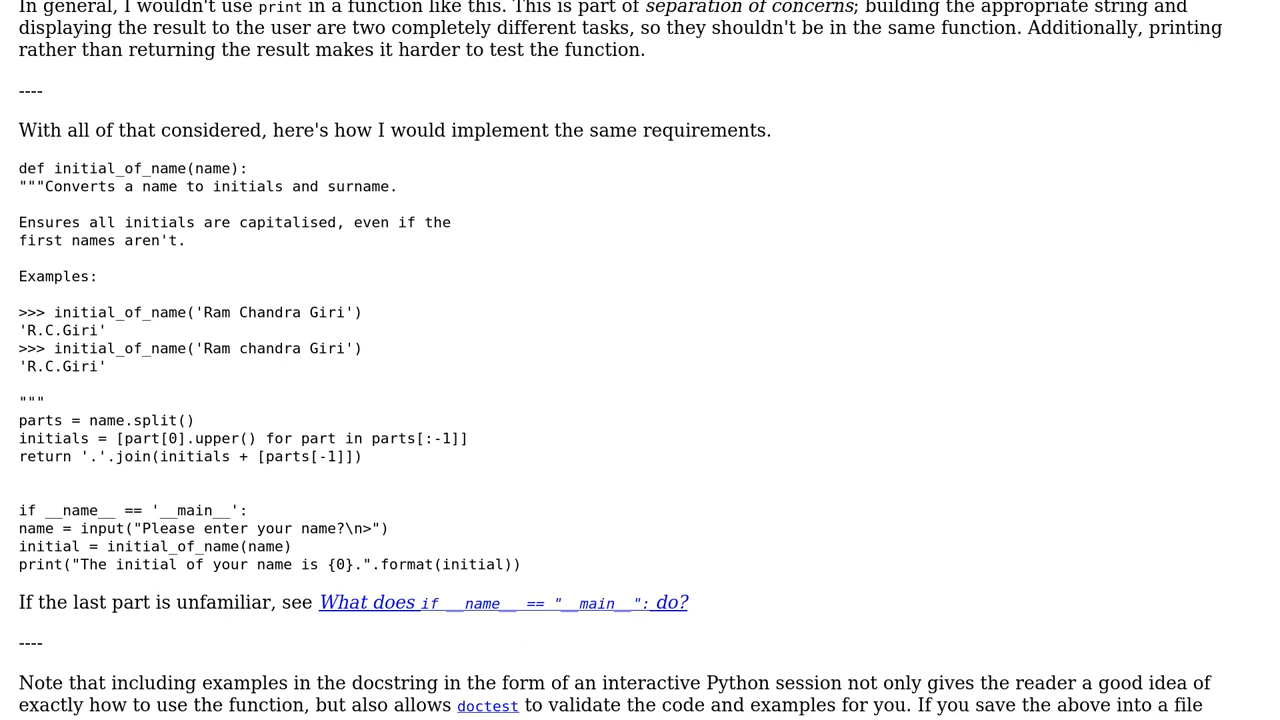 In general, I wouldn't use print in a function like this. This is part of separation of concerns; building the appropriate string and
displaying the result to the user are two completely different tasks, so they shouldn't be in the same function. Additionally, printing
rather than returning the result makes it harder to test the function.
----
With all of that considered, here's how I would implement the same requirements.
def initial_of_name(name):
"""Converts a name to initials and surname.
Ensures all initials are capitalised, even if the
first names aren't.
Examples:
>>> initial_of_name('Ram Chandra Giri')
'R.C.Giri'
>>> initial_of_name('Ram chandra Giri')
'R.C.Giri'
"""
parts = name.split()
initials = [part[0].upper() for part in parts[:-1]]
return '.'.join(initials + [parts[-1]])
if __name__ == '__main__':
name = input("Please enter your name?\n>")
initial = initial_of_name(name)
print("The initial of your name is {0}.".format(initial))
If the last part is unfamiliar, see What does if __name__ == "__main__": do?
----
Note that including examples in the docstring in the form of an interactive Python session not only gives the reader a good idea of
exactly how to use the function, but also allows doctest to validate the code and examples for you. If you save the above into a file